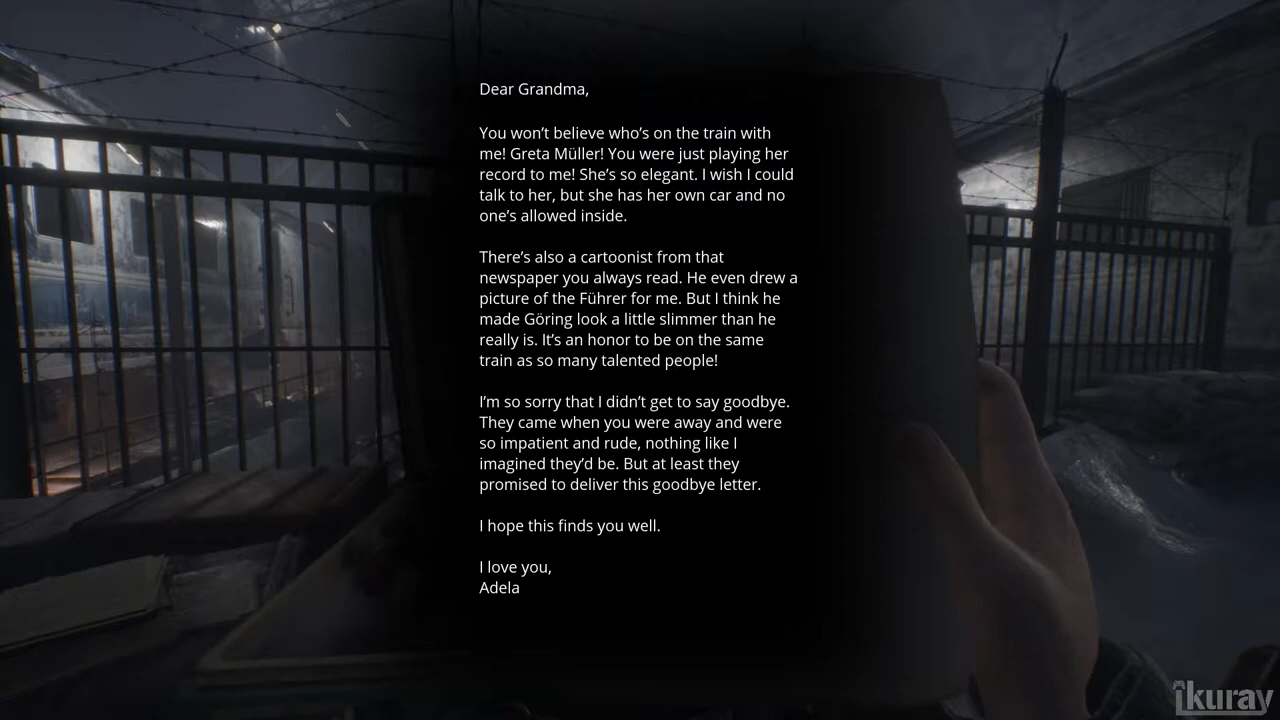 Dear Grandma,
You won’t believe who’s on the train with
me! Greta Müller! You were just playing her
record to me! She’s so elegant. I wish I could
talk to her, but she has her own car and no
one’s allowed inside.
There’s also a cartoonist from that
newspaper you always read. He even drew a
picture of the Führer for me. But I think he
made Göring look a little slimmer than he
really is. It’s an honor to be on the same
train as so many talented people!
I’m so sorry that I didn’t get to say goodbye.
They came when you were away and were
so impatient and rude, nothing like I
imagined they’d be. But at least they
promised to deliver this goodbye letter.
I hope this finds you well.
I love you,
Adela
ikuray